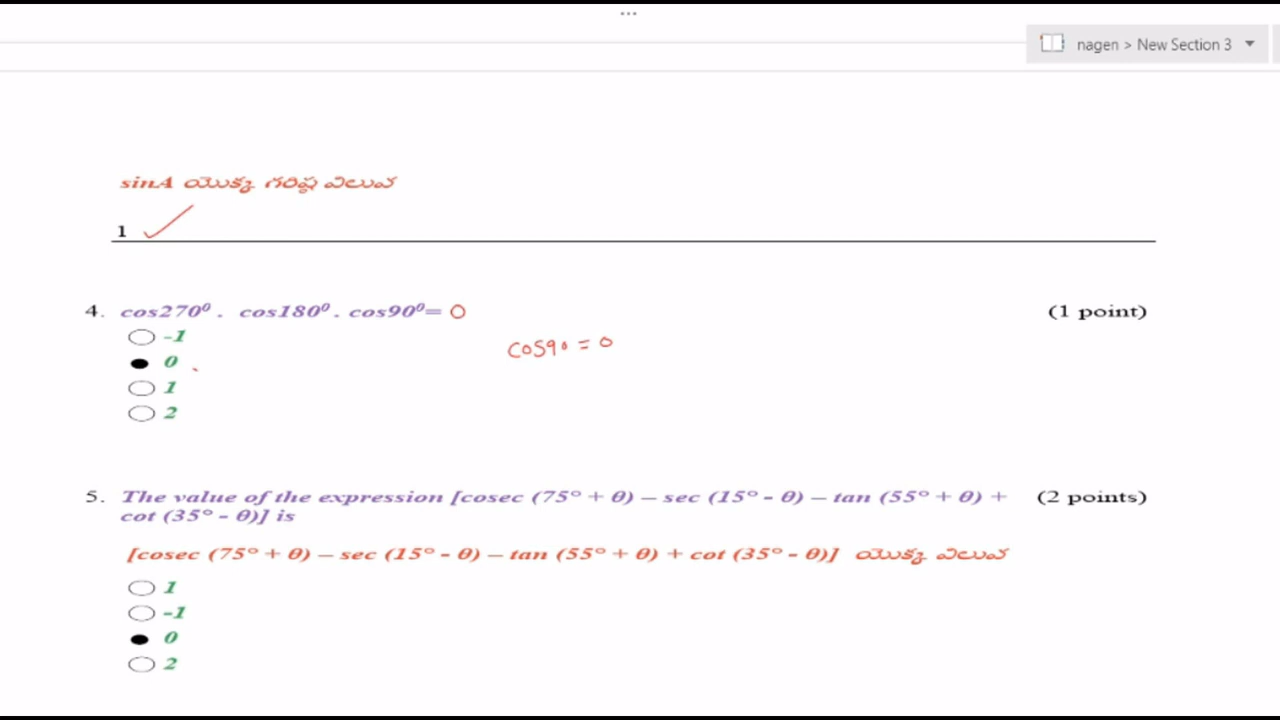 nagen > New Section 3
sinA యొక్క గరిష్ఠ విలువ
1
4. cos270⁰ . cos180⁰ . cos90⁰= 0 (1 point)
-1
cos90 = 0
0
1
2
5. The value of the expression [cosec (75° + θ) – sec (15° - θ) – tan (55° + θ) + (2 points)
cot (35° - θ)] is
[cosec (75° + θ) – sec (15° - θ) – tan (55° + θ) + cot (35° - θ)] యొక్క విలువ
1
-1
0
2